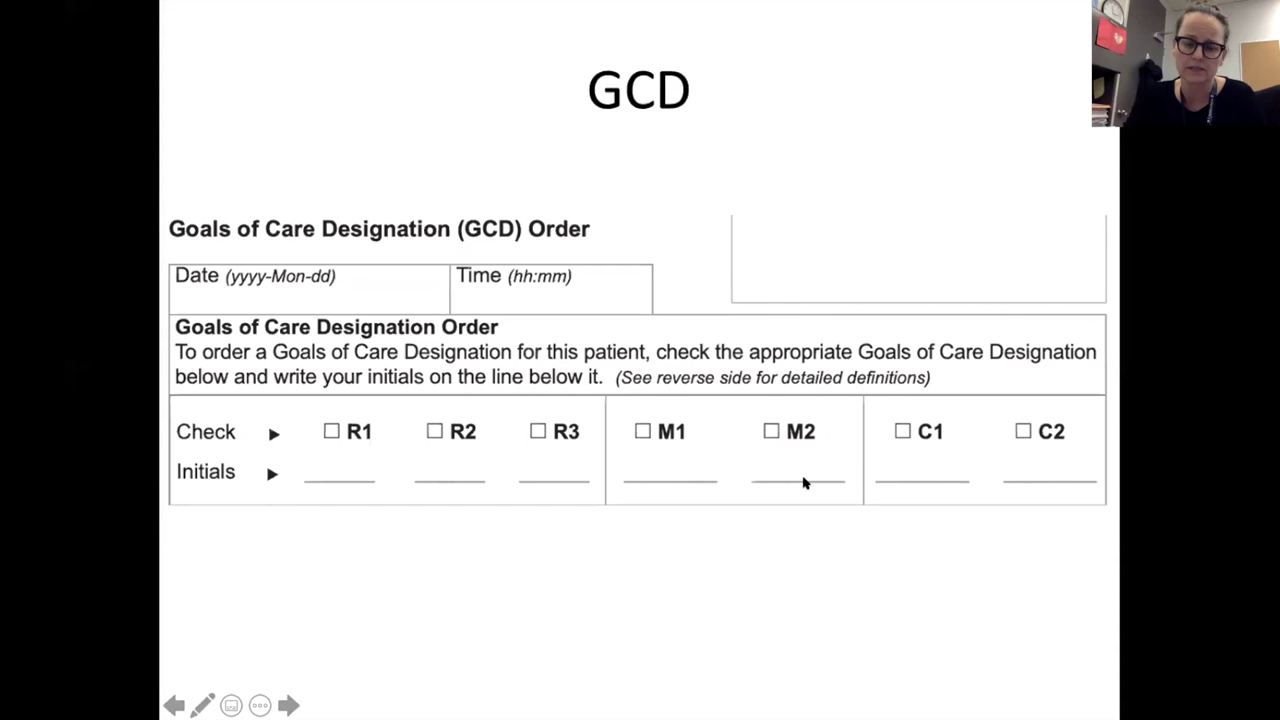 GCD
Goals of Care Designation (GCD) Order
Date (yyyy-Mon-dd) Time (hh:mm)
Goals of Care Designation Order
To order a Goals of Care Designation for this patient, check the appropriate Goals of Care Designation
below and write your initials on the line below it. (See reverse side for detailed definitions)
Check ▶ ☐ R1 ☐ R2 ☐ R3 ☐ M1 ☐ M2 ☐ C1 ☐ C2
Initials ▶